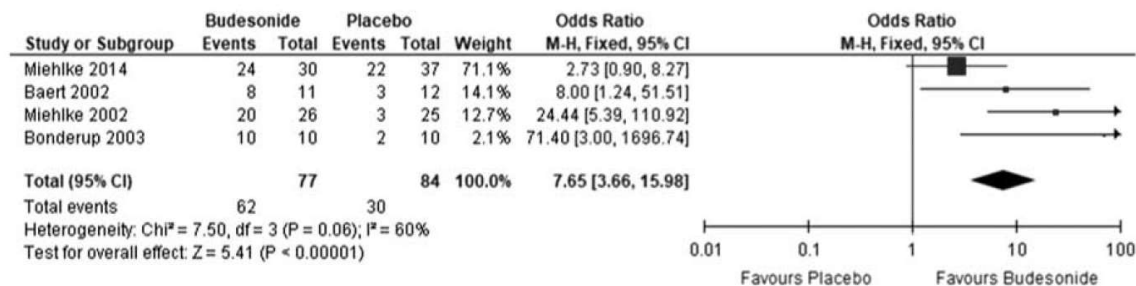 Budesonide Placebo Odds Ratio Odds Ratio
Study or Subgroup Events Total Events Total Weight M-H, Fixed, 95% CI M-H, Fixed, 95% CI
Miehlke 2014 24 30 22 37 71.1% 2.73 [0.90, 8.27]
Baert 2002 8 11 3 12 14.1% 8.00 [1.24, 51.51]
Miehlke 2002 20 26 3 25 12.7% 24.44 [5.39, 110.92]
Bonderup 2003 10 10 2 10 2.1% 71.40 [3.00, 1696.74]
Total (95% CI) 77 84 100.0% 7.65 [3.66, 15.98]
Total events 62 30
Heterogeneity: Chi² = 7.50, df = 3 (P = 0.06); I² = 60%
Test for overall effect: Z = 5.41 (P < 0.00001)
0.01 0.1 1 10 100
Favours Placebo Favours Budesonide